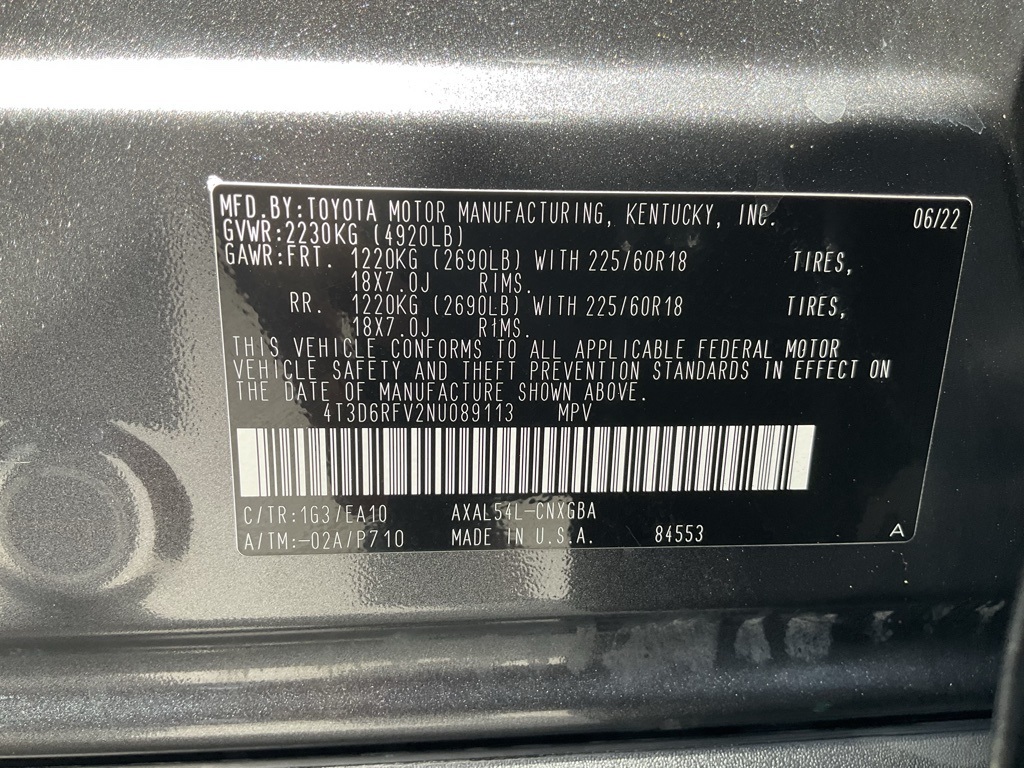 MFD.BY:TOYOTA MOTOR MANUFACTURING, KENTUCKY, INC. 06/22
GVWR:2230KG (4920LB)
GAWR:FRT. 1220KG (2690LB) WITH 225/60R18 TIRES,
18X7.0J RIMS.
RR. 1220KG (2690LB) WITH 225/60R18 TIRES,
18X7.0J RIMS.
THIS VEHICLE CONFORMS TO ALL APPLICABLE FEDERAL MOTOR
VEHICLE SAFETY AND THEFT PREVENTION STANDARDS IN EFFECT ON
THE DATE OF MANUFACTURE SHOWN ABOVE.
4T3D6RFV2NU089113 MPV
C/TR:1G3/EA10 AXAL54L-CNXGBA
A/TM:-02A/P710 MADE IN U.S.A. 84553 A